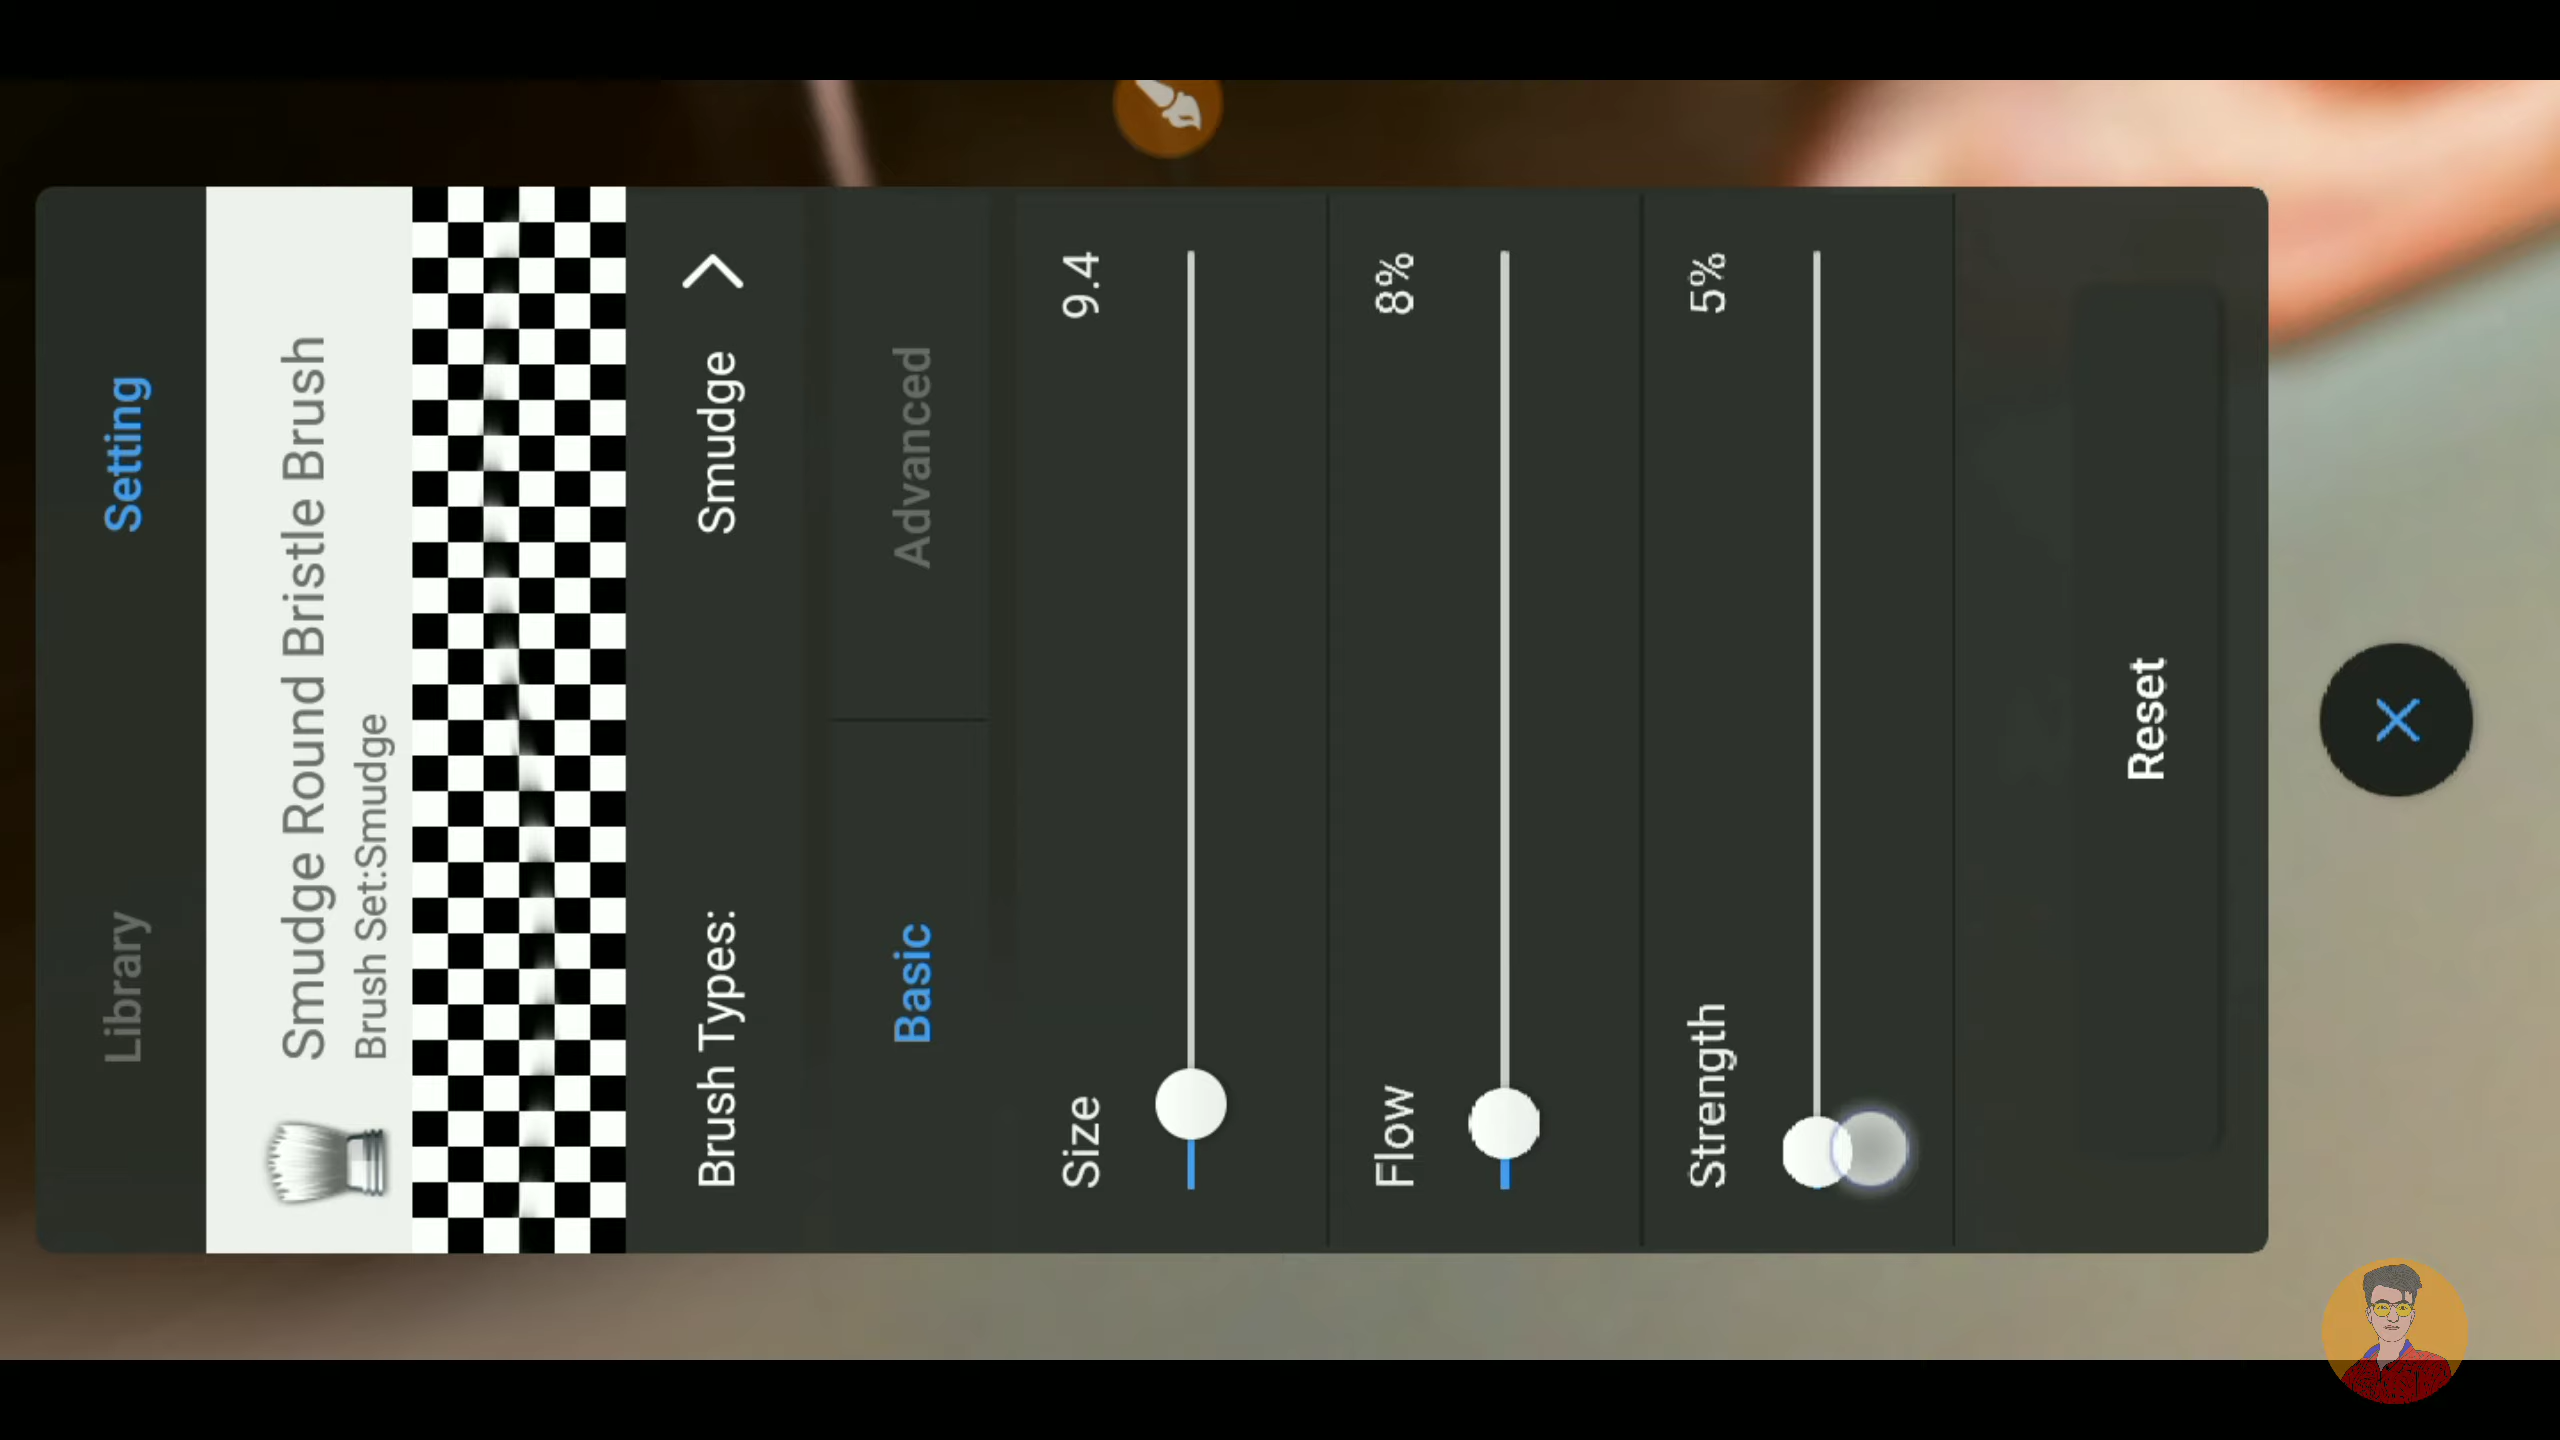 Library Setting
Smudge Round Bristle Brush
Brush Set:Smudge
Brush Types: Smudge
Basic Advanced
Size 9.4
Flow 8%
Strength 5%
Reset